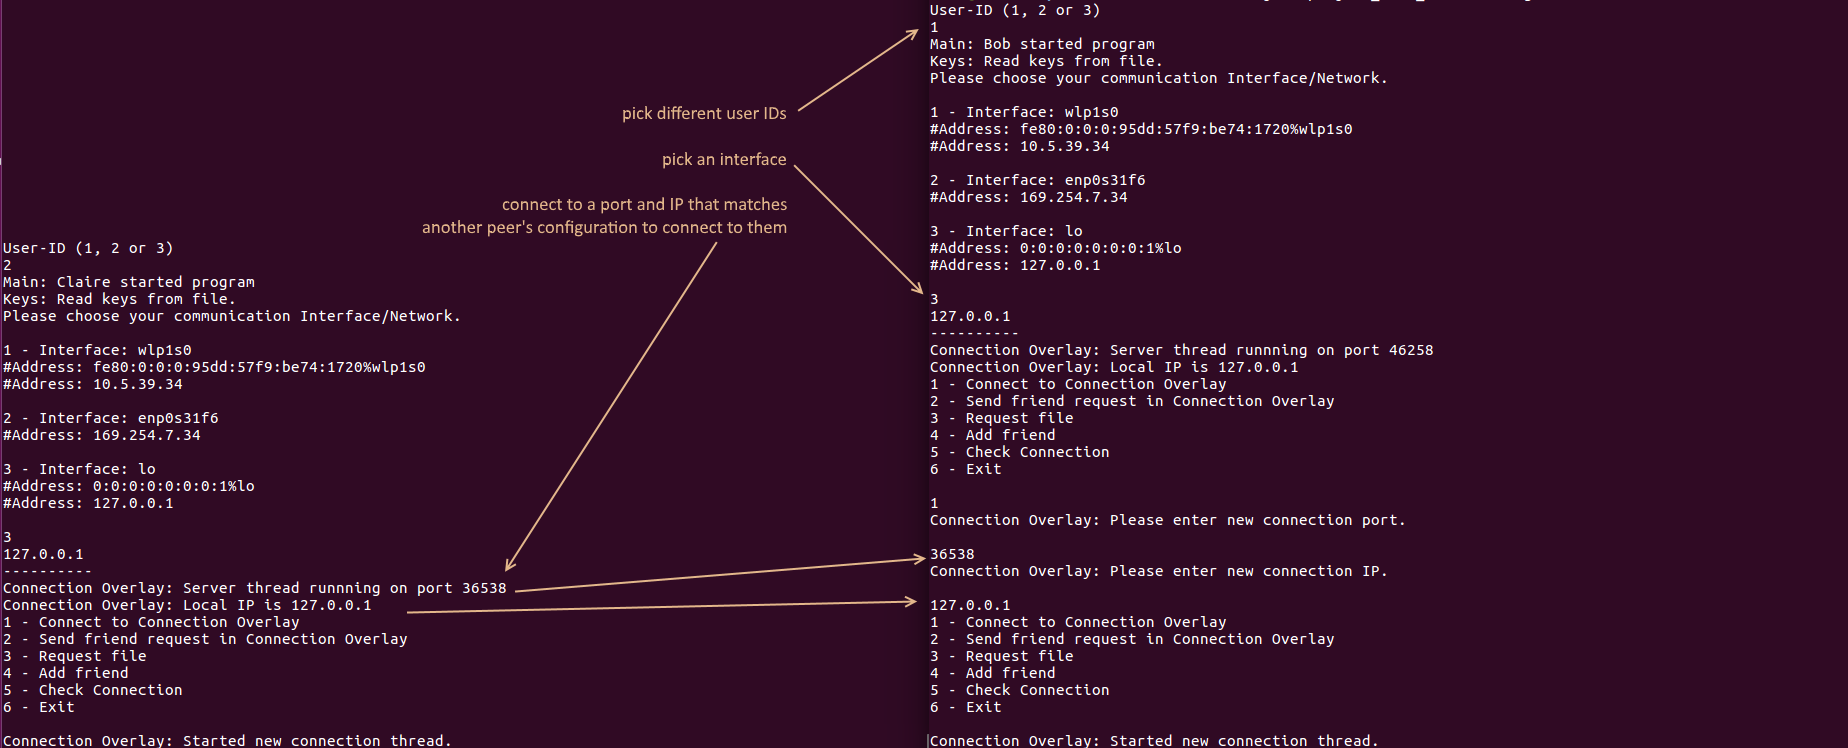 User-ID (1, 2 or 3)
2
Main: Claire started program
Keys: Read keys from file.
Please choose your communication Interface/Network.
1 - Interface: wlp1s0
#Address: fe80:0:0:0:95dd:57f9:be74:1720%wlp1s0
#Address: 10.5.39.34
2 - Interface: enp0s31f6
#Address: 169.254.7.34
3 - Interface: lo
#Address: 0:0:0:0:0:0:0:1%lo
#Address: 127.0.0.1
3
127.0.0.1
----------
Connection Overlay: Server thread runnning on port 36538
Connection Overlay: Local IP is 127.0.0.1
1 - Connect to Connection Overlay
2 - Send friend request in Connection Overlay
3 - Request file
4 - Add friend
5 - Check Connection
6 - Exit
Connection Overlay: Started new connection thread.
pick different user IDs
pick an interface
connect to a port and IP that matches
another peer's configuration to connect to them
User-ID (1, 2 or 3)
1
Main: Bob started program
Keys: Read keys from file.
Please choose your communication Interface/Network.
1 - Interface: wlp1s0
#Address: fe80:0:0:0:95dd:57f9:be74:1720%wlp1s0
#Address: 10.5.39.34
2 - Interface: enp0s31f6
#Address: 169.254.7.34
3 - Interface: lo
#Address: 0:0:0:0:0:0:0:1%lo
#Address: 127.0.0.1
3
127.0.0.1
----------
Connection Overlay: Server thread runnning on port 46258
Connection Overlay: Local IP is 127.0.0.1
1 - Connect to Connection Overlay
2 - Send friend request in Connection Overlay
3 - Request file
4 - Add friend
5 - Check Connection
6 - Exit
1
Connection Overlay: Please enter new connection port.
36538
Connection Overlay: Please enter new connection IP.
127.0.0.1
1 - Connect to Connection Overlay
2 - Send friend request in Connection Overlay
3 - Request file
4 - Add friend
5 - Check Connection
6 - Exit
Connection Overlay: Started new connection thread.